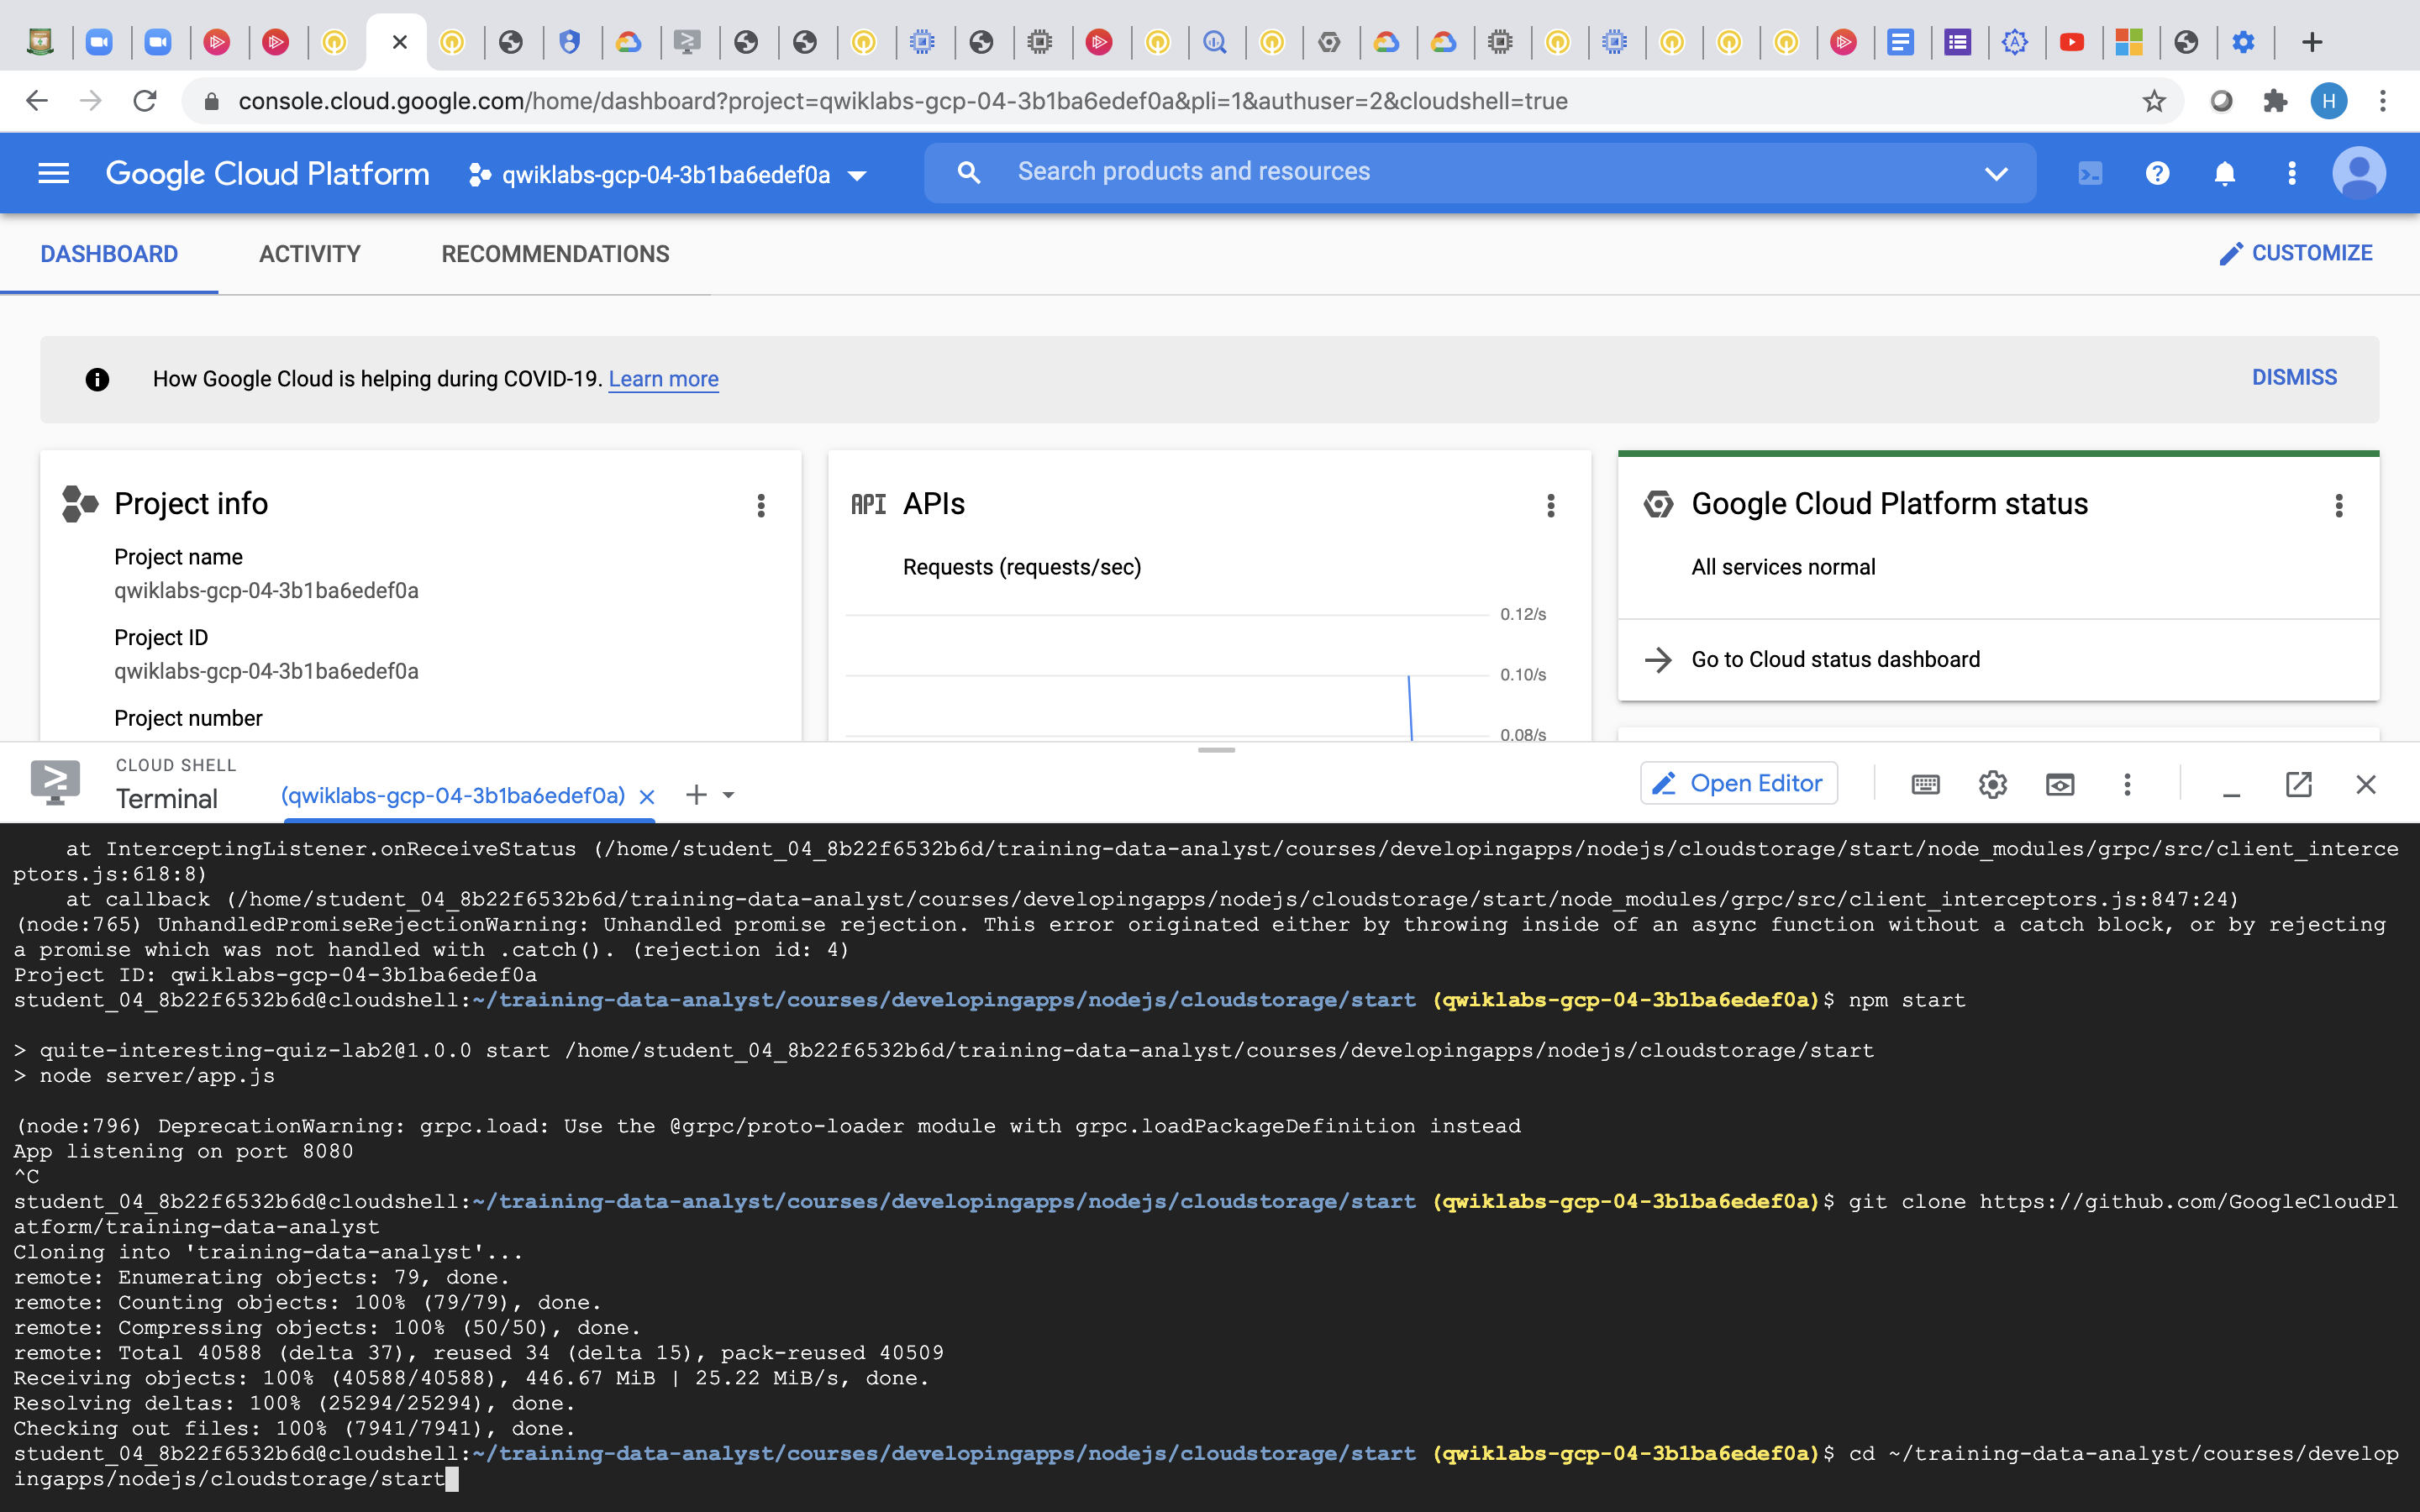 console.cloud.google.com/home/dashboard?project=qwiklabs-gcp-04-3b1ba6edef0a&pli=1&authuser=2&cloudshell=true
H
Google Cloud Platform
qwiklabs-gcp-04-3b1ba6edef0a
Search products and resources
DASHBOARD
ACTIVITY
RECOMMENDATIONS
CUSTOMIZE
How Google Cloud is helping during COVID-19. Learn more
DISMISS
Project info
Project name
qwiklabs-gcp-04-3b1ba6edef0a
Project ID
qwiklabs-gcp-04-3b1ba6edef0a
Project number
API APIs
Requests (requests/sec)
0.12/s
0.10/s
0.08/s
Google Cloud Platform status
All services normal
Go to Cloud status dashboard
CLOUD SHELL
Terminal
(qwiklabs-gcp-04-3b1ba6edef0a)
Open Editor
    at InterceptingListener.onReceiveStatus (/home/student_04_8b22f6532b6d/training-data-analyst/courses/developingapps/nodejs/cloudstorage/start/node_modules/grpc/src/client_interce
ptors.js:618:8)
    at callback (/home/student_04_8b22f6532b6d/training-data-analyst/courses/developingapps/nodejs/cloudstorage/start/node_modules/grpc/src/client_interceptors.js:847:24)
(node:765) UnhandledPromiseRejectionWarning: Unhandled promise rejection. This error originated either by throwing inside of an async function without a catch block, or by rejecting
a promise which was not handled with .catch(). (rejection id: 4)
Project ID: qwiklabs-gcp-04-3b1ba6edef0a
student_04_8b22f6532b6d@cloudshell:~/training-data-analyst/courses/developingapps/nodejs/cloudstorage/start (qwiklabs-gcp-04-3b1ba6edef0a)$ npm start
> quite-interesting-quiz-lab2@1.0.0 start /home/student_04_8b22f6532b6d/training-data-analyst/courses/developingapps/nodejs/cloudstorage/start
> node server/app.js
(node:796) DeprecationWarning: grpc.load: Use the @grpc/proto-loader module with grpc.loadPackageDefinition instead
App listening on port 8080
^C
student_04_8b22f6532b6d@cloudshell:~/training-data-analyst/courses/developingapps/nodejs/cloudstorage/start (qwiklabs-gcp-04-3b1ba6edef0a)$ git clone https://github.com/GoogleCloudPl
atform/training-data-analyst
Cloning into 'training-data-analyst'...
remote: Enumerating objects: 79, done.
remote: Counting objects: 100% (79/79), done.
remote: Compressing objects: 100% (50/50), done.
remote: Total 40588 (delta 37), reused 34 (delta 15), pack-reused 40509
Receiving objects: 100% (40588/40588), 446.67 MiB | 25.22 MiB/s, done.
Resolving deltas: 100% (25294/25294), done.
Checking out files: 100% (7941/7941), done.
student_04_8b22f6532b6d@cloudshell:~/training-data-analyst/courses/developingapps/nodejs/cloudstorage/start (qwiklabs-gcp-04-3b1ba6edef0a)$ cd ~/training-data-analyst/courses/develop
ingapps/nodejs/cloudstorage/start